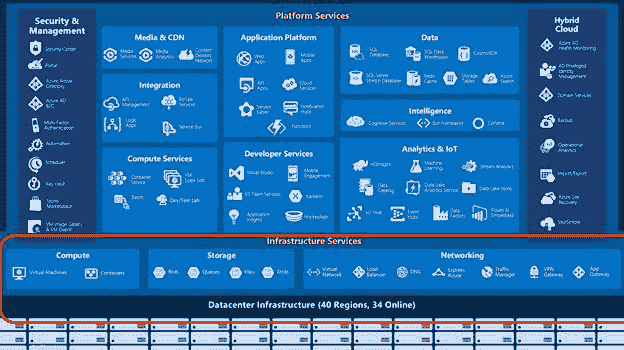 Platform Services
Security &
Management
Security Center
Portal
Azure Active
Directory
Azure AD
B2C
Multi-Factor
Authentication
Automation
Scheduler
Key Vault
Store/
Marketplace
VM Image Gallery
& VM Depot
Media & CDN
Media
Services
Media
Analytics
Content
Delivery
Network
Integration
API
Management
BizTalk
Services
Logic
Apps
Service Bus
Compute Services
Container
Service
VM
Scale Sets
Batch
Dev/Test Lab
Application Platform
Web
Apps
Mobile
Apps
API
Apps
Cloud
Services
Service
Fabric
Notification
Hubs
Functions
Developer Services
Visual Studio
Mobile
Engagement
VS Team Services
Xamarin
Application
Insights
HockeyApp
Data
SQL
Database
SQL Data
Warehouse
SQL Server
Stretch Database
Redis
Cache
Storage
Tables
Azure
Search
Intelligence
Cognitive Services
Bot Framework
Cortana
Analytics & IoT
HDInsight
Machine
Learning
Stream Analytics
Data
Catalog
Data Lake
Analytics Service
Data Lake Store
IoT Hub
Event
Hubs
Data
Factory
Power BI
Embedded
Hybrid
Cloud
Azure AD
Health Monitoring
AD Privileged
Identity
Management
Domain Services
Backup
Operational
Analytics
Import/Export
Azure Site
Recovery
StorSimple
Infrastructure Services
Compute
Virtual Machines
Containers
Storage
Blobs
Queues
Files
Disks
Networking
Virtual
Network
Load
Balancer
DNS
Express
Route
Traffic
Manager
VPN
Gateway
App
Gateway
Datacenter Infrastructure (40 Regions, 34 Online)